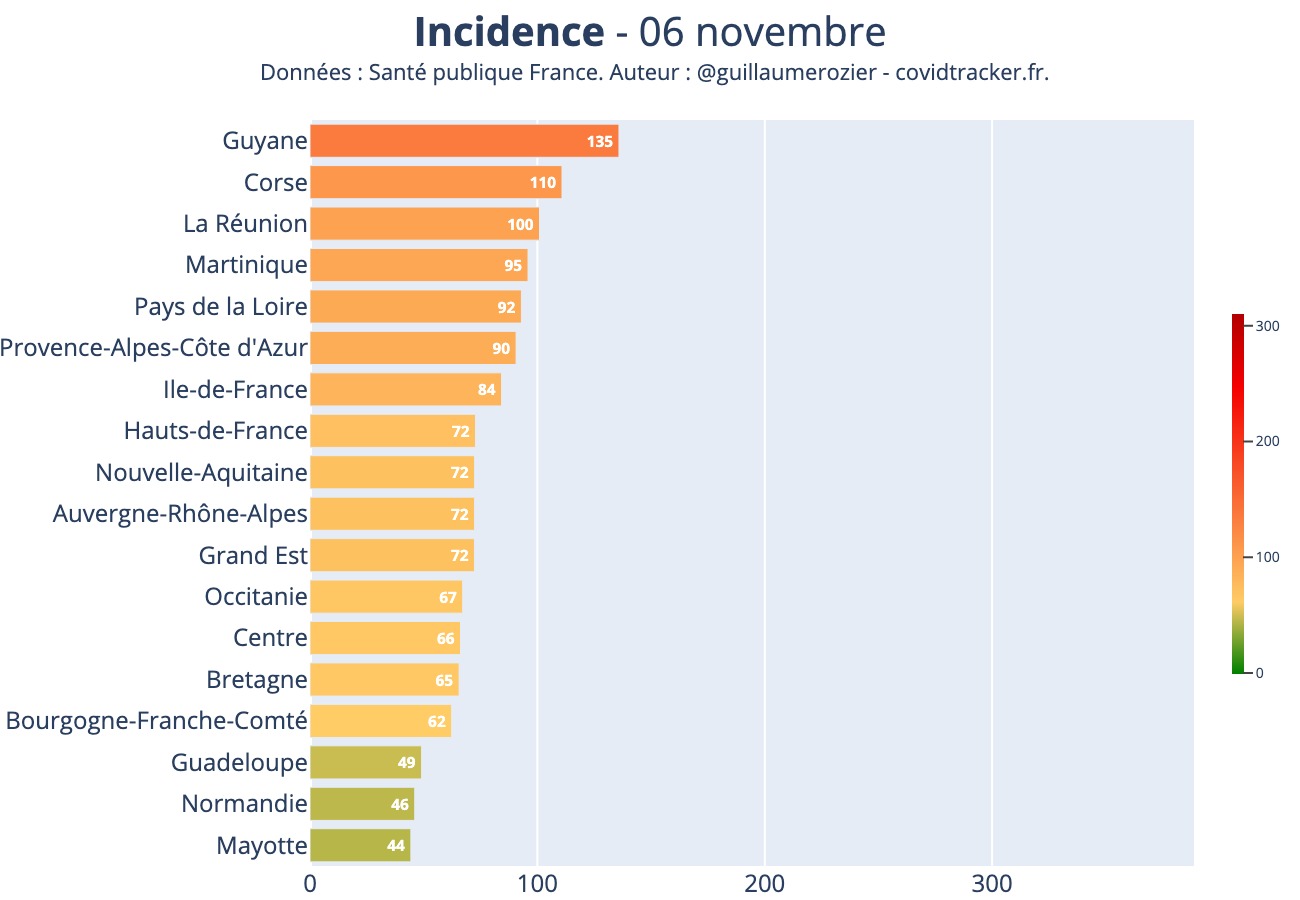 Incidence - 06 novembre
Données : Santé publique France. Auteur : @guillaumerozier - covidtracker.fr.
Guyane 135
Corse 110
La Réunion 100
Martinique 95
Pays de la Loire 92
Provence-Alpes-Côte d'Azur 90
Ile-de-France 84
Hauts-de-France 72
Nouvelle-Aquitaine 72
Auvergne-Rhône-Alpes 72
Grand Est 72
Occitanie 67
Centre 66
Bretagne 65
Bourgogne-Franche-Comté 62
Guadeloupe 49
Normandie 46
Mayotte 44
0 100 200 300
300
200
100
0